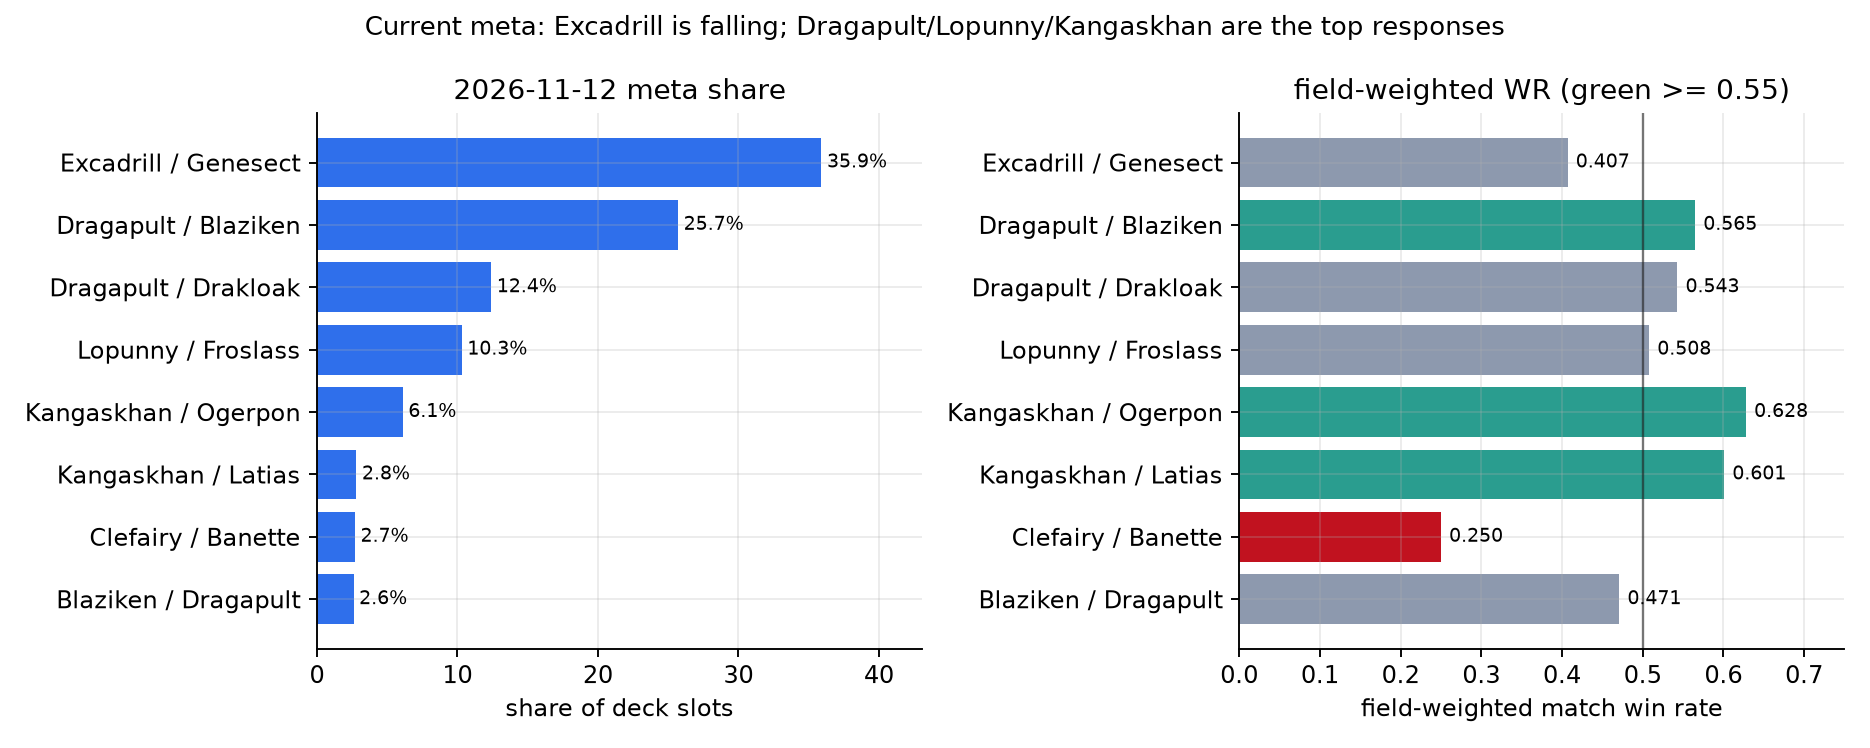 Current meta: Excadrill is falling; Dragapult/Lopunny/Kangaskhan are the top responses
2026-11-12 meta share
Excadrill / Genesect 35.9%
Dragapult / Blaziken 25.7%
Dragapult / Drakloak 12.4%
Lopunny / Froslass 10.3%
Kangaskhan / Ogerpon 6.1%
Kangaskhan / Latias 2.8%
Clefairy / Banette 2.7%
Blaziken / Dragapult 2.6%
0 10 20 30 40
share of deck slots
field-weighted WR (green >= 0.55)
Excadrill / Genesect 0.407
Dragapult / Blaziken 0.565
Dragapult / Drakloak 0.543
Lopunny / Froslass 0.508
Kangaskhan / Ogerpon 0.628
Kangaskhan / Latias 0.601
Clefairy / Banette 0.250
Blaziken / Dragapult 0.471
0.0 0.1 0.2 0.3 0.4 0.5 0.6 0.7
field-weighted match win rate